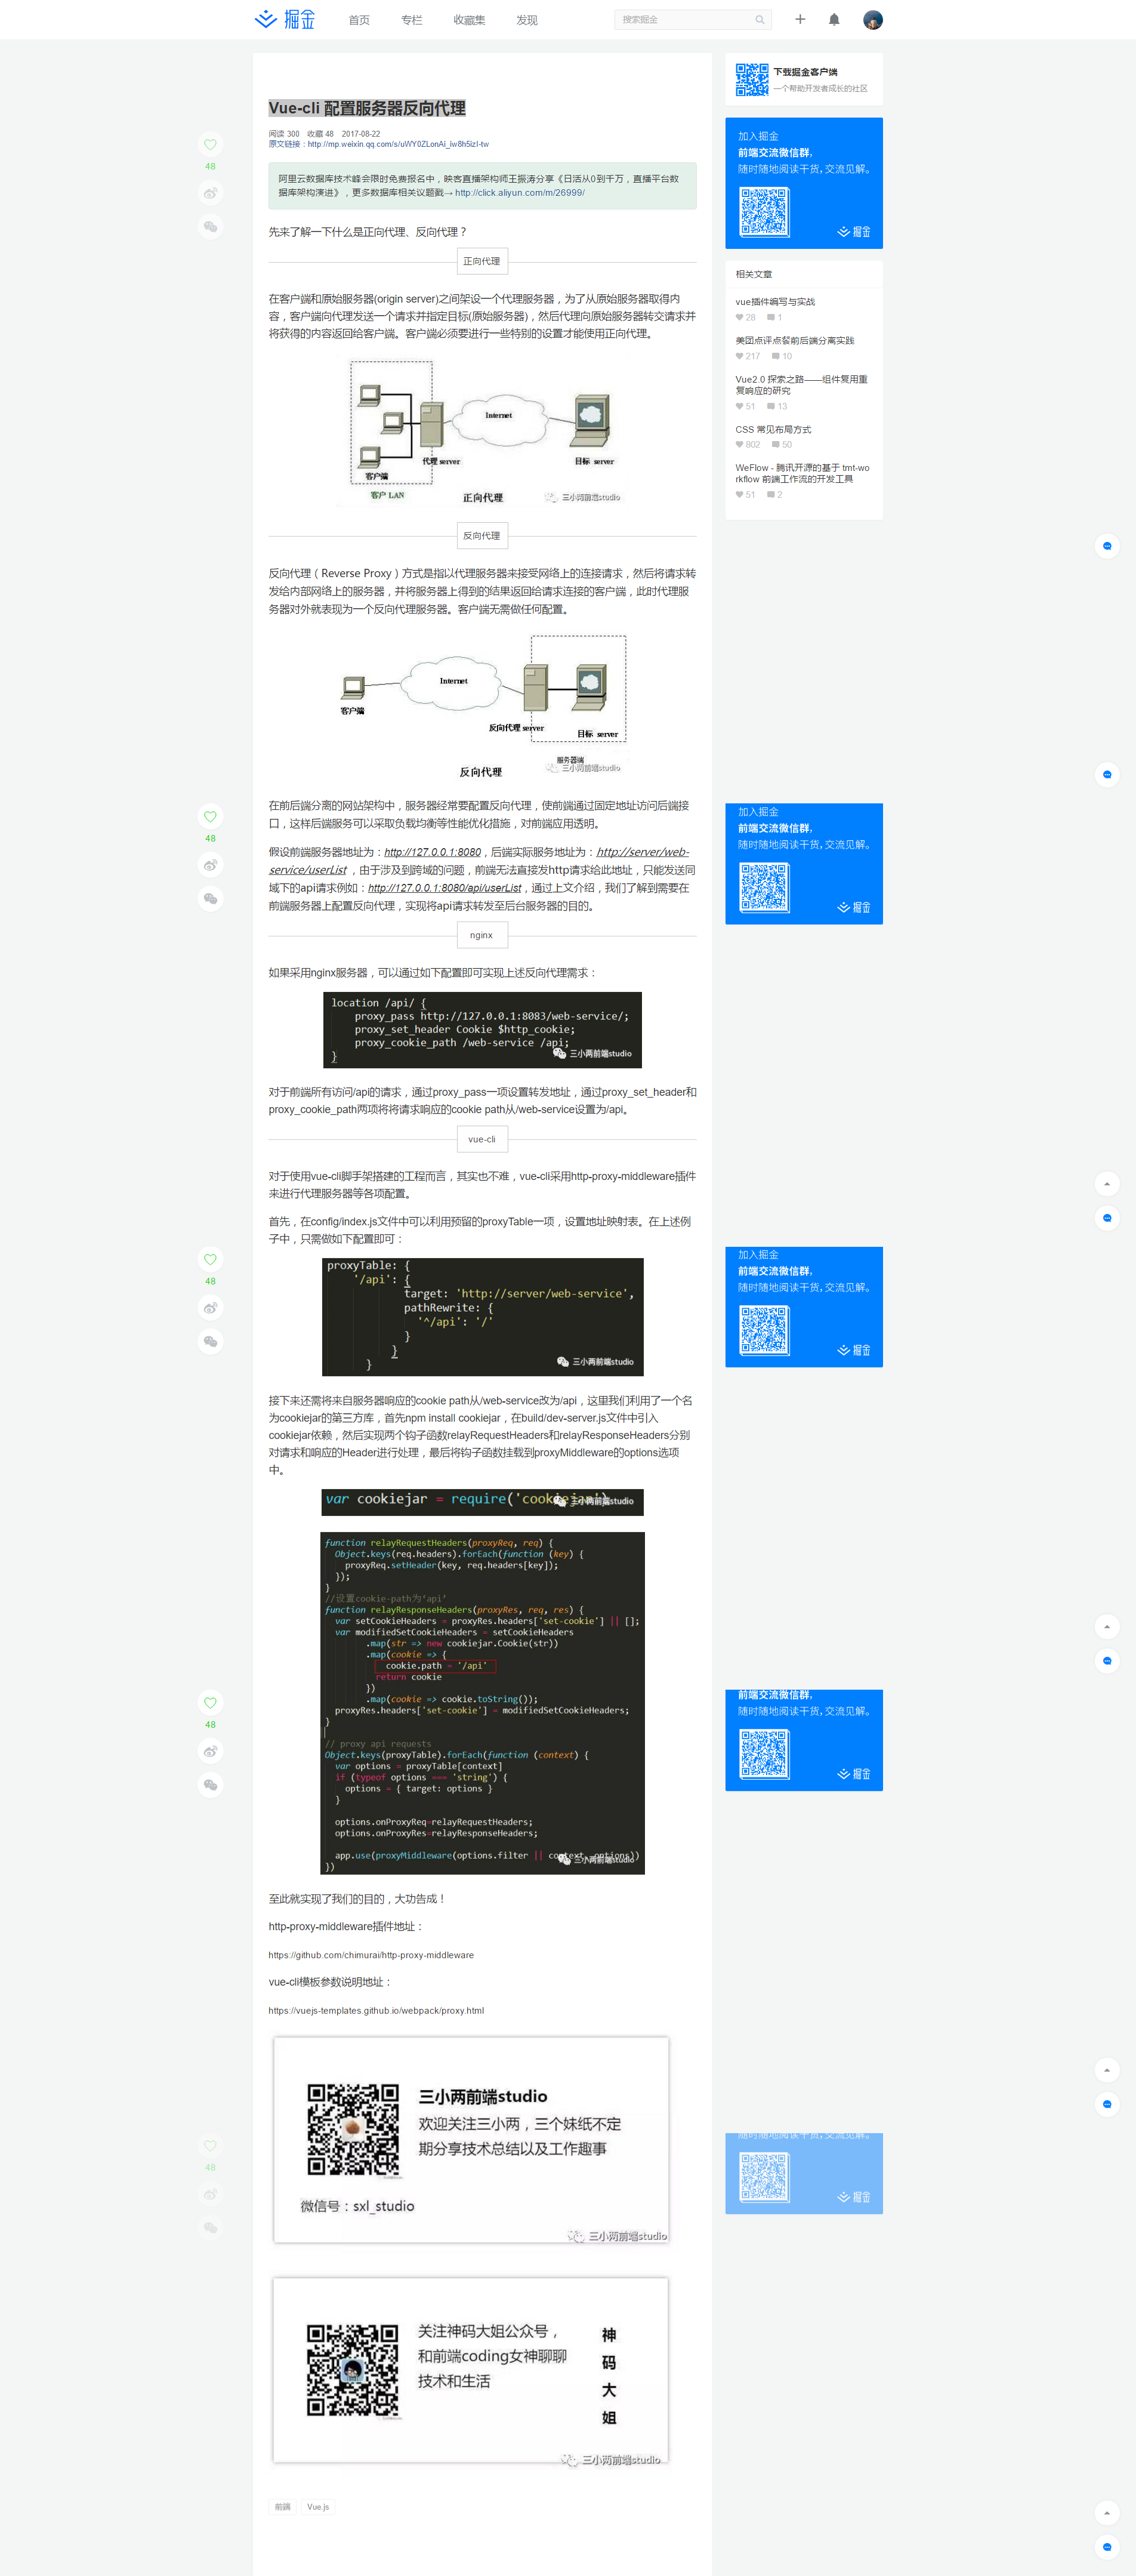 掘金
首页
专栏
收藏集
发现
搜索掘金
Vue-cli 配置服务器反向代理
阅读 300 收藏 48 2017-08-22
原文链接：http://mp.weixin.qq.com/s/uWY0ZLonAi_iw8h5izI-tw
阿里云数据库技术峰会限时免费报名中，映客直播架构师王振涛分享《日活从0到千万，直播平台数
据库架构演进》，更多数据库相关议题戳→ http://click.aliyun.com/m/26999/
先来了解一下什么是正向代理、反向代理？
正向代理
在客户端和原始服务器(origin server)之间架设一个代理服务器，为了从原始服务器取得内
容，客户端向代理发送一个请求并指定目标(原始服务器)，然后代理向原始服务器转交请求并
将获得的内容返回给客户端。客户端必须要进行一些特别的设置才能使用正向代理。
Internet
代理 server
目标 server
客户端
客户 LAN
正向代理
三小两前端studio
反向代理
反向代理（Reverse Proxy）方式是指以代理服务器来接受网络上的连接请求，然后将请求转
发给内部网络上的服务器，并将服务器上得到的结果返回给请求连接的客户端，此时代理服
务器对外就表现为一个反向代理服务器。客户端无需做任何配置。
Internet
客户端
反向代理 server
目标 server
服务器端
反向代理
三小两前端studio
在前后端分离的网站架构中，服务器经常要配置反向代理，使前端通过固定地址访问后端接
口，这样后端服务可以采取负载均衡等性能优化措施，对前端应用透明。
假设前端服务器地址为：http://127.0.0.1:8080，后端实际服务地址为：http://server/web-
service/userList ，由于涉及到跨域的问题，前端无法直接发http请求给此地址，只能发送同
域下的api请求例如：http://127.0.0.1:8080/api/userList，通过上文介绍，我们了解到需要在
前端服务器上配置反向代理，实现将api请求转发至后台服务器的目的。
nginx
如果采用nginx服务器，可以通过如下配置即可实现上述反向代理需求：
location /api/ {
proxy_pass http://127.0.0.1:8083/web-service/;
proxy_set_header Cookie $http_cookie;
proxy_cookie_path /web-service /api;
}
三小两前端studio
对于前端所有访问/api的请求，通过proxy_pass一项设置转发地址，通过proxy_set_header和
proxy_cookie_path两项将将请求响应的cookie path从/web-service设置为/api。
vue-cli
对于使用vue-cli脚手架搭建的工程而言，其实也不难，vue-cli采用http-proxy-middleware插件
来进行代理服务器等各项配置。
首先，在config/index.js文件中可以利用预留的proxyTable一项，设置地址映射表。在上述例
子中，只需做如下配置即可：
proxyTable: {
'/api': {
target: 'http://server/web-service',
pathRewrite: {
'^/api': '/'
}
}
}
三小两前端studio
接下来还需将来自服务器响应的cookie path从/web-service改为/api，这里我们利用了一个名
为cookiejar的第三方库，首先npm install cookiejar，在build/dev-server.js文件中引入
cookiejar依赖，然后实现两个钩子函数relayRequestHeaders和relayResponseHeaders分别
对请求和响应的Header进行处理，最后将钩子函数挂载到proxyMiddleware的options选项
中。
var cookiejar = require('cookiejar')
三小两前端studio
function relayRequestHeaders(proxyReq, req) {
Object.keys(req.headers).forEach(function (key) {
proxyReq.setHeader(key, req.headers[key]);
});
}
//设置cookie-path为'api'
function relayResponseHeaders(proxyRes, req, res) {
var setCookieHeaders = proxyRes.headers['set-cookie'] || [];
var modifiedSetCookieHeaders = setCookieHeaders
.map(str => new cookiejar.Cookie(str))
.map(cookie => {
cookie.path = '/api'
return cookie
})
.map(cookie => cookie.toString());
proxyRes.headers['set-cookie'] = modifiedSetCookieHeaders;
}
// proxy api requests
Object.keys(proxyTable).forEach(function (context) {
var options = proxyTable[context]
if (typeof options === 'string') {
options = { target: options }
}
options.onProxyReq=relayRequestHeaders;
options.onProxyRes=relayResponseHeaders;
app.use(proxyMiddleware(options.filter || context, options))
})
三小两前端studio
至此就实现了我们的目的，大功告成！
http-proxy-middleware插件地址：
https://github.com/chimurai/http-proxy-middleware
vue-cli模板参数说明地址：
https://vuejs-templates.github.io/webpack/proxy.html
三小两前端studio
欢迎关注三小两，三个妹纸不定
期分享技术总结以及工作趣事
微信号：sxl_studio
三小两前端studio
关注神码大姐公众号，
和前端coding女神聊聊
技术和生活
神
码
大
姐
三小两前端studio
前端
Vue.js
48
48
48
48
48
下载掘金客户端
一个帮助开发者成长的社区
加入掘金
前端交流微信群，
随时随地阅读干货，交流见解。
掘金
相关文章
vue插件编写与实战
28 1
美团点评点餐前后端分离实践
217 10
Vue2.0 探索之路——组件复用重
复响应的研究
51 13
CSS 常见布局方式
802 50
WeFlow - 腾讯开源的基于 tmt-wo
rkflow 前端工作流的开发工具
51 2
加入掘金
前端交流微信群，
随时随地阅读干货，交流见解。
掘金
加入掘金
前端交流微信群，
随时随地阅读干货，交流见解。
掘金
前端交流微信群，
随时随地阅读干货，交流见解。
掘金
随时随地阅读干货，交流见解。
掘金